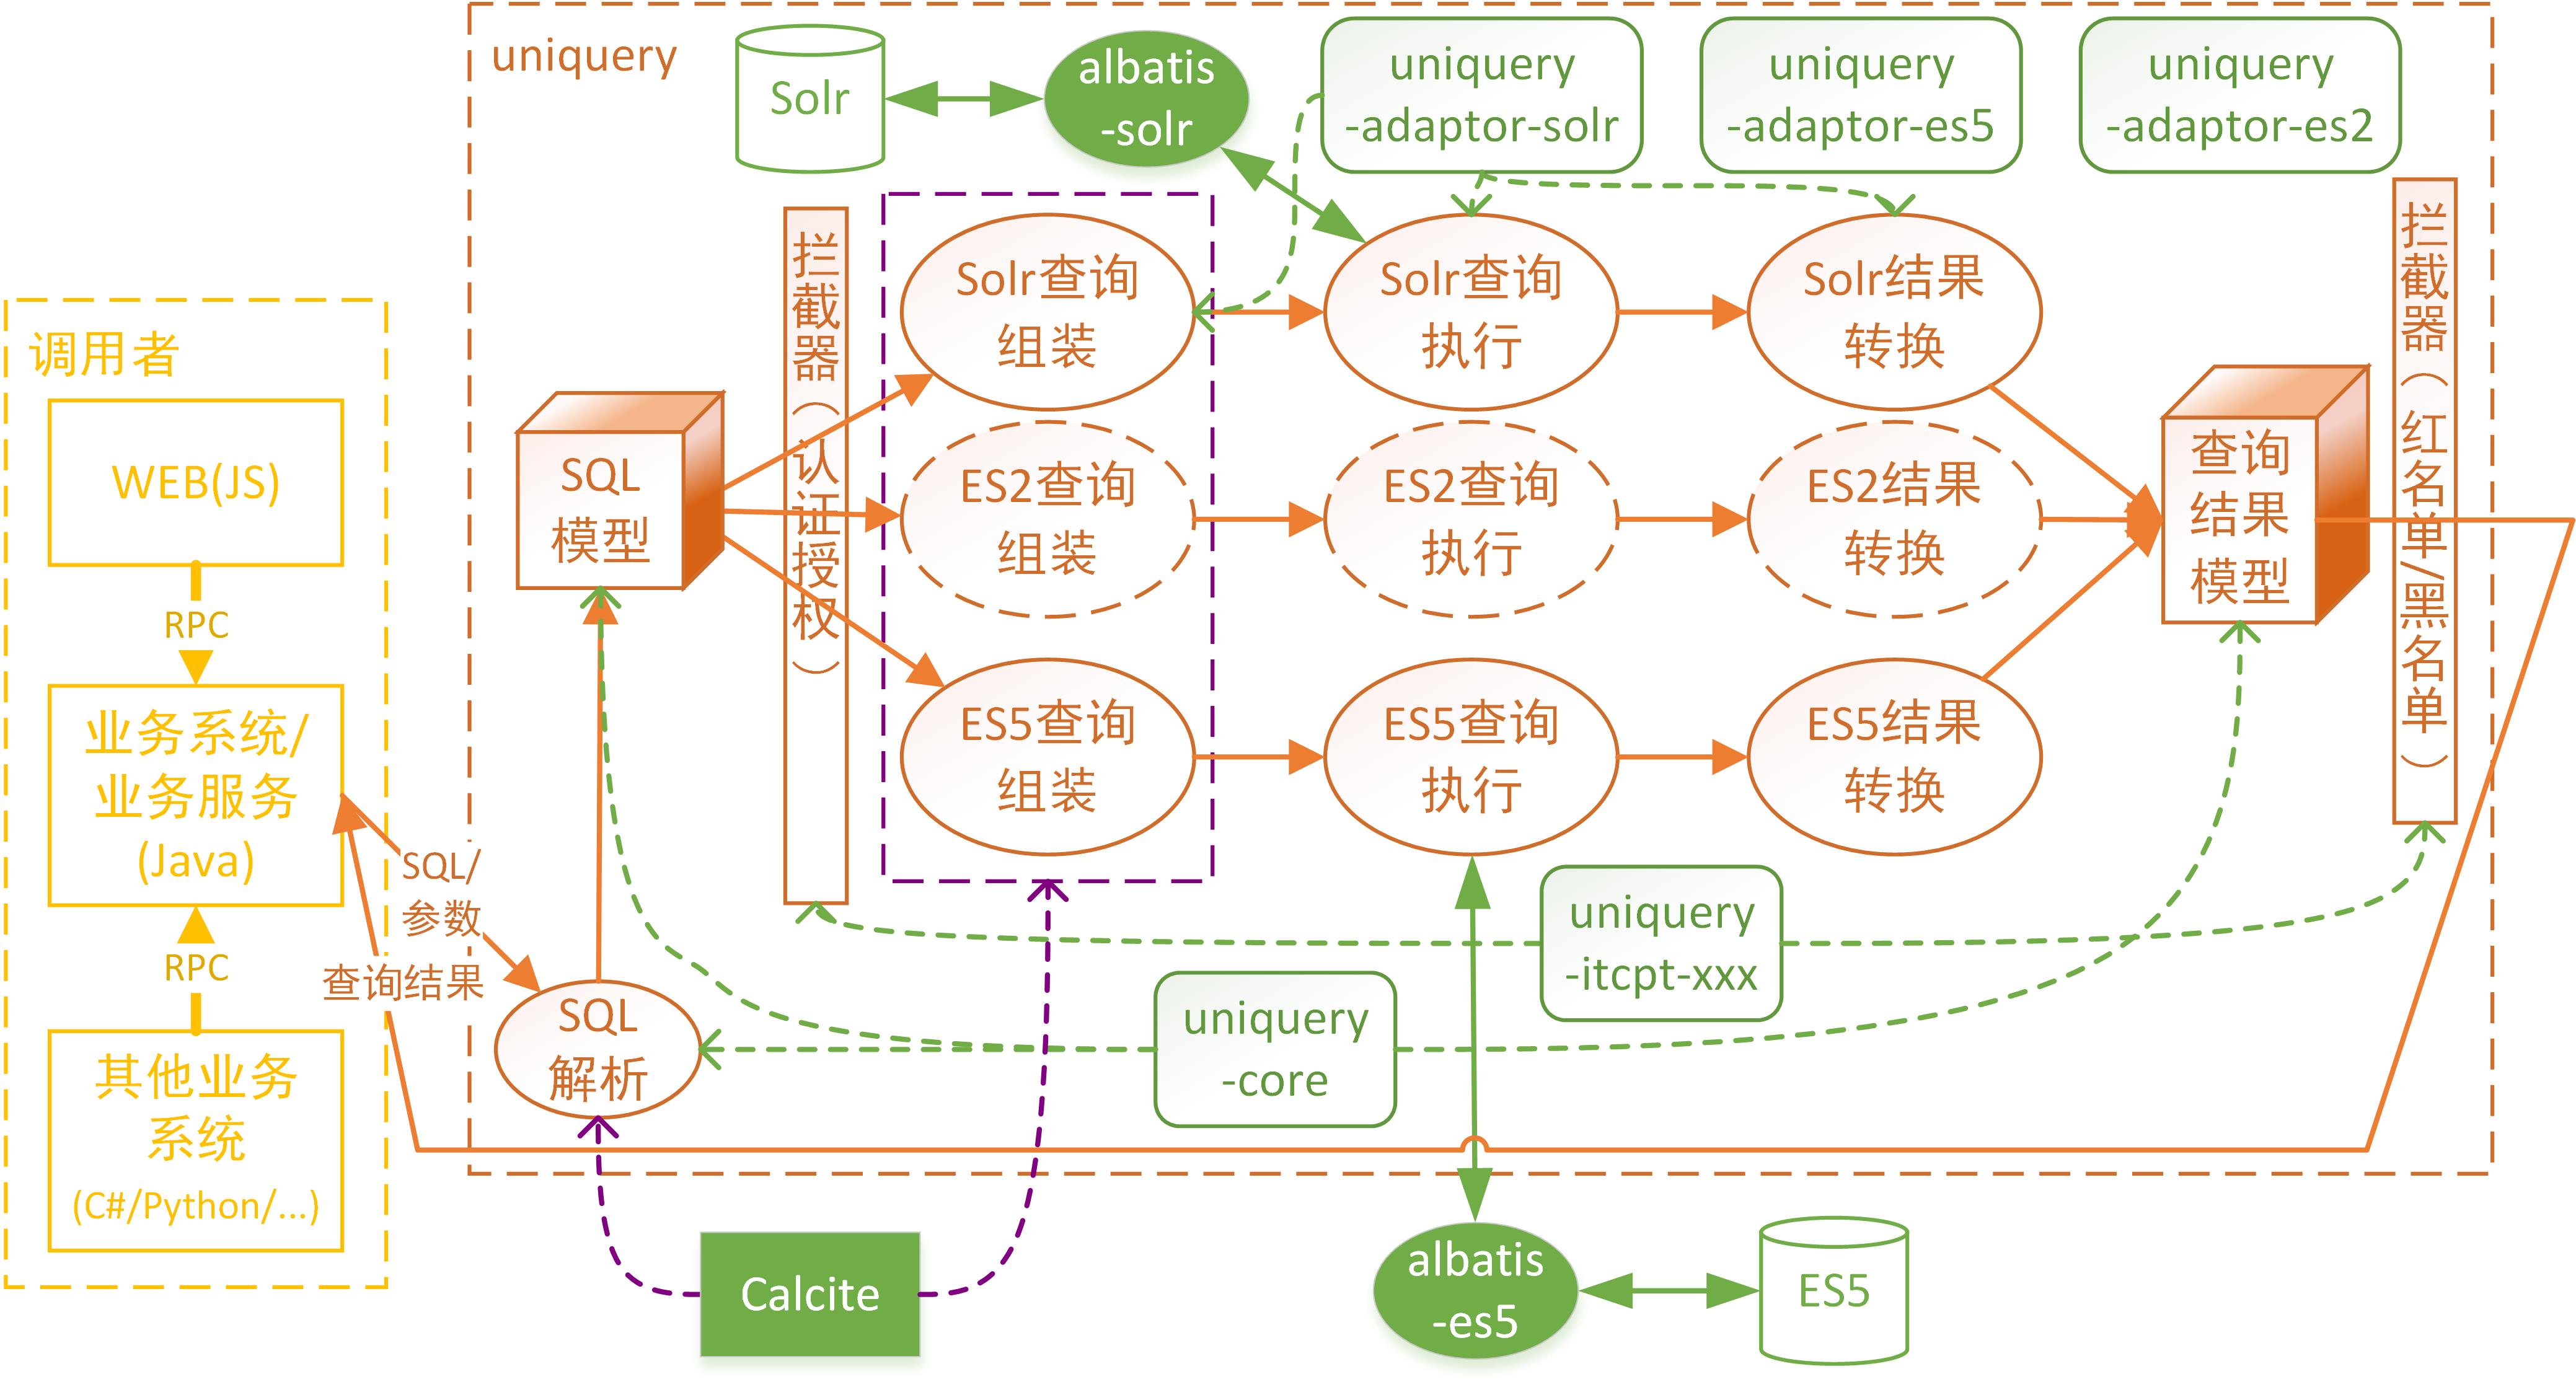 uniquery
Solr
albatis
-solr
uniquery
-adaptor-solr
uniquery
-adaptor-es5
uniquery
-adaptor-es2
调用者
WEB(JS)
RPC
业务系统/
业务服务
(Java)
RPC
其他业务
系统
(C#/Python/...)
SQL/
参数
查询结果
SQL
模型
SQL
解析
拦截器（认证授权）
Solr查询
组装
Solr查询
执行
Solr结果
转换
ES2查询
组装
ES2查询
执行
ES2结果
转换
ES5查询
组装
ES5查询
执行
ES5结果
转换
查询
结果
模型
拦截器（红名单/黑名单）
uniquery
-itcpt-xxx
uniquery
-core
Calcite
albatis
-es5
ES5